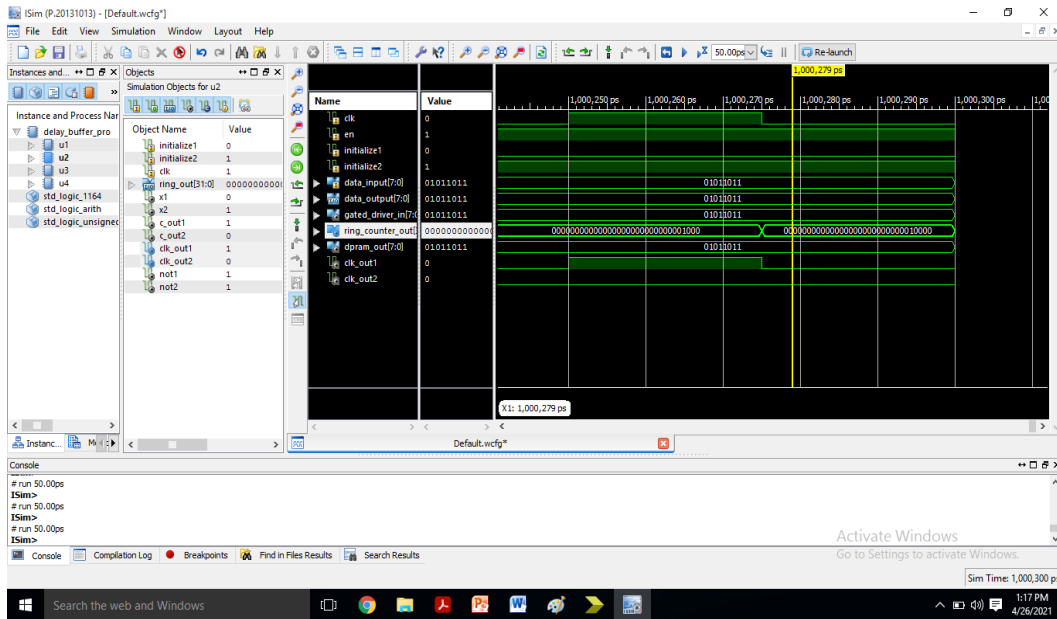 ISim (P.20131013) - [Default.wcfg*]
File Edit View Simulation Window Layout Help
50.00ps
Re-launch
Instances and...
Instance and Process Nar
delay_buffer_pro
u1
u2
u3
u4
std_logic_1164
std_logic_arith
std_logic_unsigned
Objects
Simulation Objects for u2
Object Name Value
initialize1 0
initialize2 1
clk 1
ring_out[31:0] 0000000000
x1 0
x2 1
c_out1 1
c_out2 0
clk_out1 1
clk_out2 0
not1 1
not2 1
Name Value
clk 0
en 1
initialize1 0
initialize2 1
data_input[7:0] 01011011
data_output[7:0] 01011011
gated_driver_in[7:0 01011011
ring_counter_out[ 000000000000
dpram_out[7:0] 01011011
clk_out1 0
clk_out2 0
1,000,279 ps
1,000,250 ps 1,000,260 ps 1,000,270 ps 1,000,280 ps 1,000,290 ps 1,000,300 ps 1,00
01011011
01011011
01011011
00000000000000000000000000001000 00000000000000000000000000010000
01011011
X1: 1,000,279 ps
Instanc...
Default.wcfg*
Console
# run 50.00ps
ISim>
# run 50.00ps
ISim>
# run 50.00ps
ISim>
Console Compilation Log Breakpoints Find in Files Results Search Results
Activate Windows
Go to Settings to activate Windows.
Sim Time: 1,000,300 p
Search the web and Windows
1:17 PM
4/26/2021